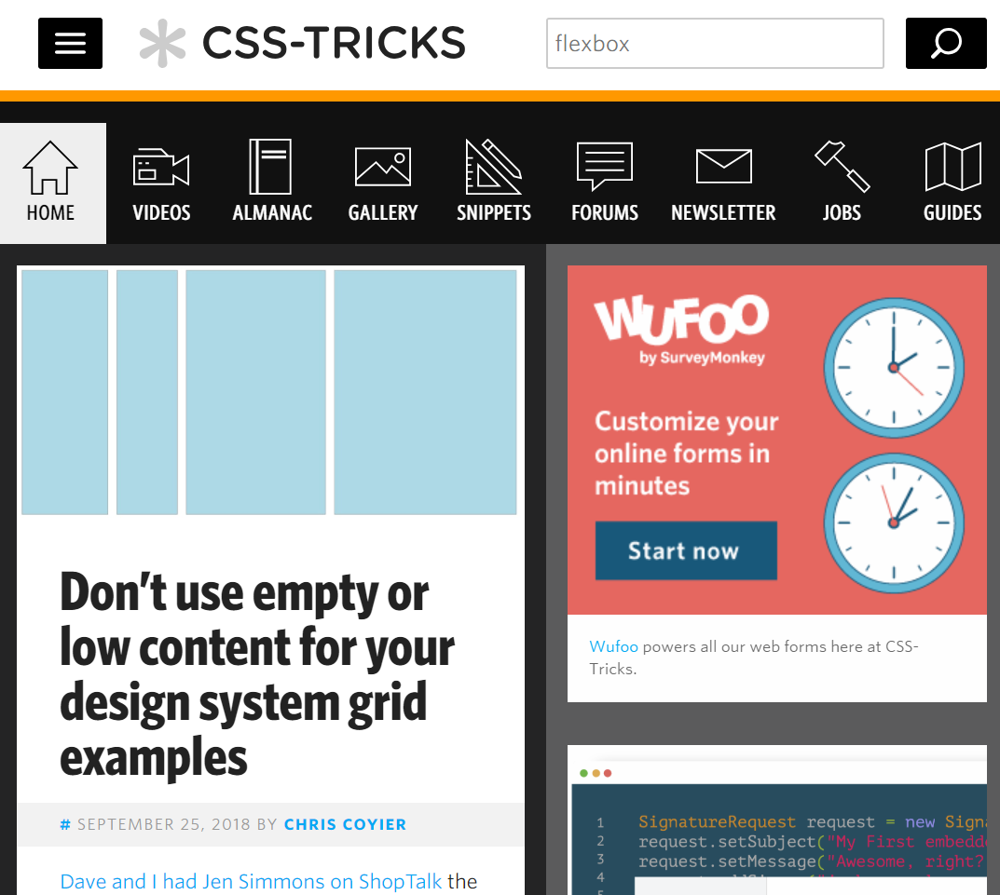 CSS-TRICKS
flexbox
HOME
VIDEOS
ALMANAC
GALLERY
SNIPPETS
FORUMS
NEWSLETTER
JOBS
GUIDES
Don’t use empty or
low content for your
design system grid
examples
# SEPTEMBER 25, 2018 BY CHRIS COYIER
Dave and I had Jen Simmons on ShopTalk the
WUFOO
by SurveyMonkey
Customize your
online forms in
minutes
Start now
Wufoo powers all our web forms here at CSS-
Tricks.
1 SignatureRequest request = new Signa
2 request.setSubject("My First embedde
3 request.setMessage("Awesome, right?
4
5